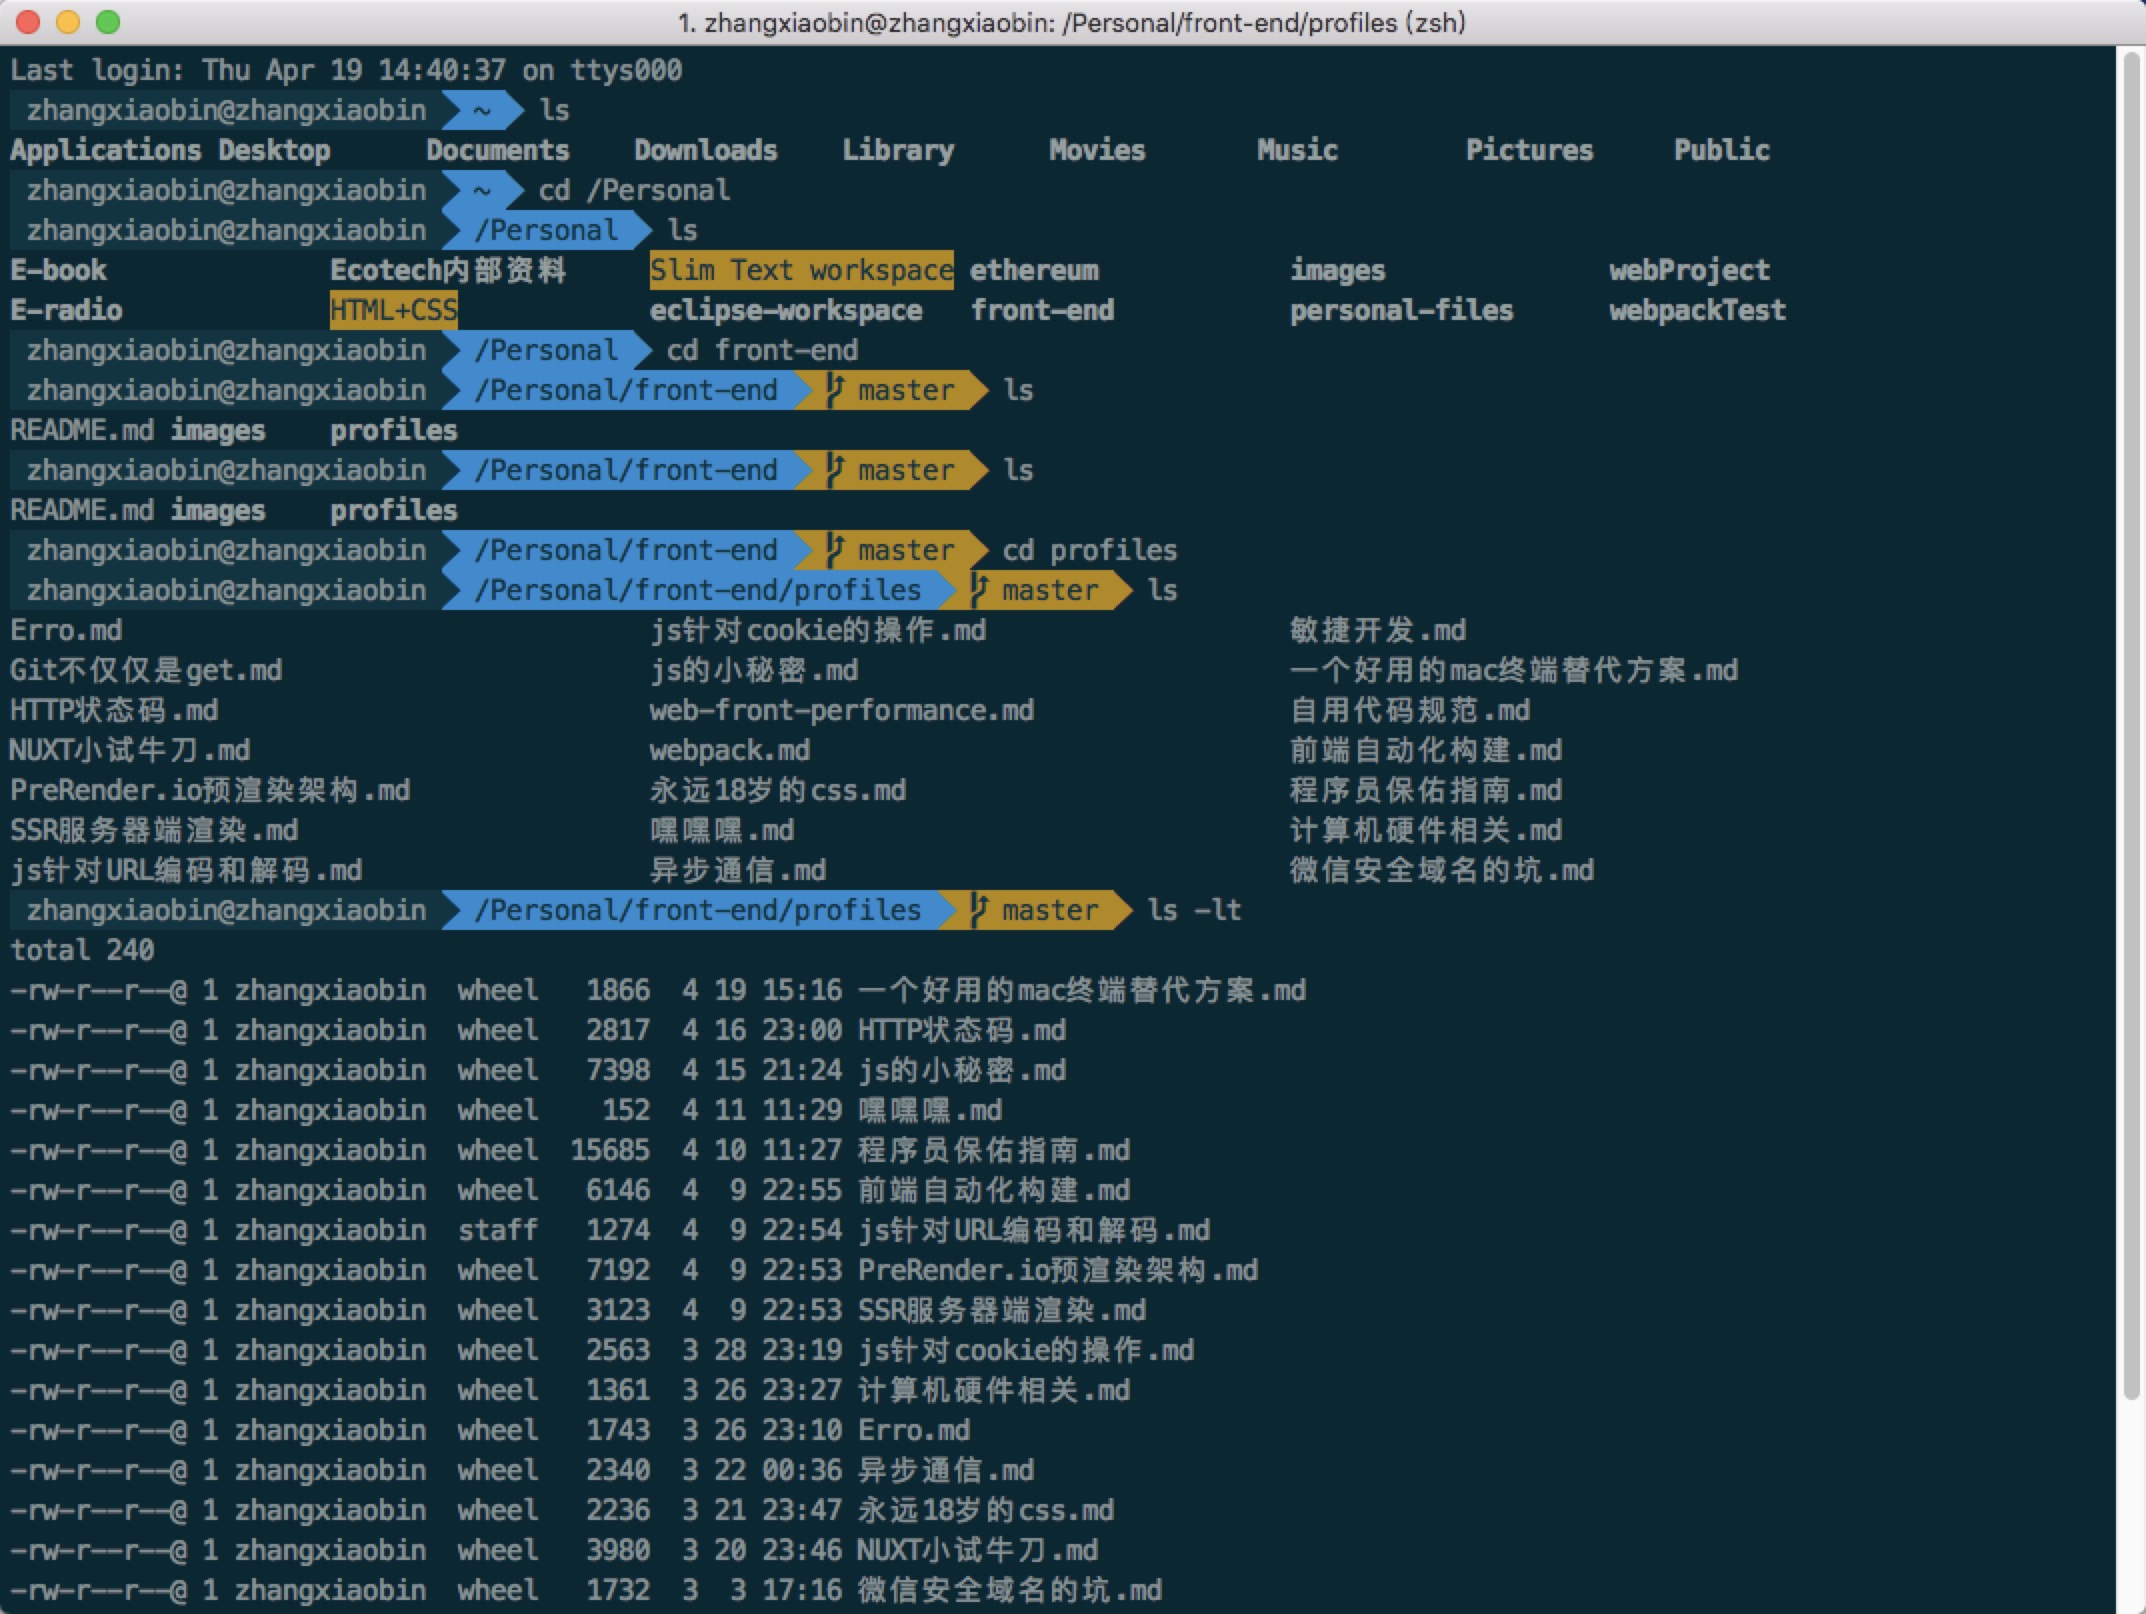 1. zhangxiaobin@zhangxiaobin: /Personal/front-end/profiles (zsh)
Last login: Thu Apr 19 14:40:37 on ttys000
zhangxiaobin@zhangxiaobin ~ ls
Applications Desktop Documents Downloads Library Movies Music Pictures Public
zhangxiaobin@zhangxiaobin ~ cd /Personal
zhangxiaobin@zhangxiaobin /Personal ls
E-book Ecotech内部资料 Slim Text workspace ethereum images webProject
E-radio HTML+CSS eclipse-workspace front-end personal-files webpackTest
zhangxiaobin@zhangxiaobin /Personal cd front-end
zhangxiaobin@zhangxiaobin /Personal/front-end master ls
README.md images profiles
zhangxiaobin@zhangxiaobin /Personal/front-end master ls
README.md images profiles
zhangxiaobin@zhangxiaobin /Personal/front-end master cd profiles
zhangxiaobin@zhangxiaobin /Personal/front-end/profiles master ls
Erro.md js针对cookie的操作.md 敏捷开发.md
Git不仅仅是get.md js的小秘密.md 一个好用的mac终端替代方案.md
HTTP状态码.md web-front-performance.md 自用代码规范.md
NUXT小试牛刀.md webpack.md 前端自动化构建.md
PreRender.io预渲染架构.md 永远18岁的css.md 程序员保佑指南.md
SSR服务器端渲染.md 嘿嘿嘿.md 计算机硬件相关.md
js针对URL编码和解码.md 异步通信.md 微信安全域名的坑.md
zhangxiaobin@zhangxiaobin /Personal/front-end/profiles master ls -lt
total 240
-rw-r--r--@ 1 zhangxiaobin wheel 1866 4 19 15:16 一个好用的mac终端替代方案.md
-rw-r--r--@ 1 zhangxiaobin wheel 2817 4 16 23:00 HTTP状态码.md
-rw-r--r--@ 1 zhangxiaobin wheel 7398 4 15 21:24 js的小秘密.md
-rw-r--r--@ 1 zhangxiaobin wheel 152 4 11 11:29 嘿嘿嘿.md
-rw-r--r--@ 1 zhangxiaobin wheel 15685 4 10 11:27 程序员保佑指南.md
-rw-r--r--@ 1 zhangxiaobin wheel 6146 4 9 22:55 前端自动化构建.md
-rw-r--r--@ 1 zhangxiaobin staff 1274 4 9 22:54 js针对URL编码和解码.md
-rw-r--r--@ 1 zhangxiaobin wheel 7192 4 9 22:53 PreRender.io预渲染架构.md
-rw-r--r--@ 1 zhangxiaobin wheel 3123 4 9 22:53 SSR服务器端渲染.md
-rw-r--r--@ 1 zhangxiaobin wheel 2563 3 28 23:19 js针对cookie的操作.md
-rw-r--r--@ 1 zhangxiaobin wheel 1361 3 26 23:27 计算机硬件相关.md
-rw-r--r--@ 1 zhangxiaobin wheel 1743 3 26 23:10 Erro.md
-rw-r--r--@ 1 zhangxiaobin wheel 2340 3 22 00:36 异步通信.md
-rw-r--r--@ 1 zhangxiaobin wheel 2236 3 21 23:47 永远18岁的css.md
-rw-r--r--@ 1 zhangxiaobin wheel 3980 3 20 23:46 NUXT小试牛刀.md
-rw-r--r--@ 1 zhangxiaobin wheel 1732 3 3 17:16 微信安全域名的坑.md